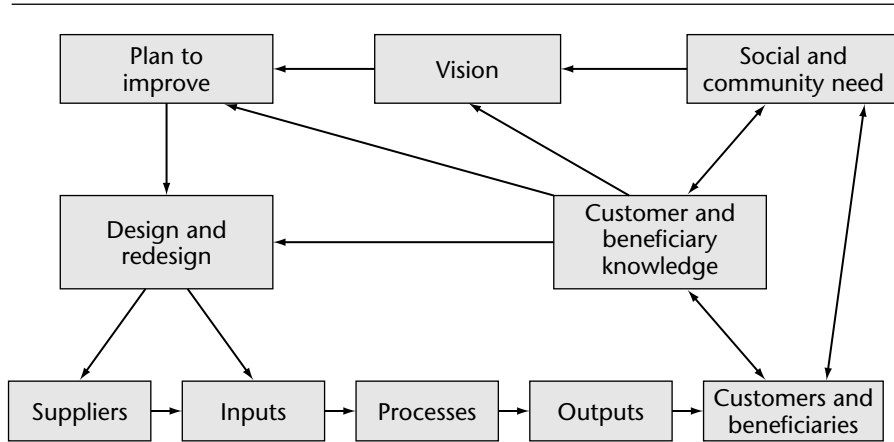 Plan to
improve
Vision
Social and
community need
Design and
redesign
Customer and
beneficiary
knowledge
Suppliers
Inputs
Processes
Outputs
Customers and
beneficiaries